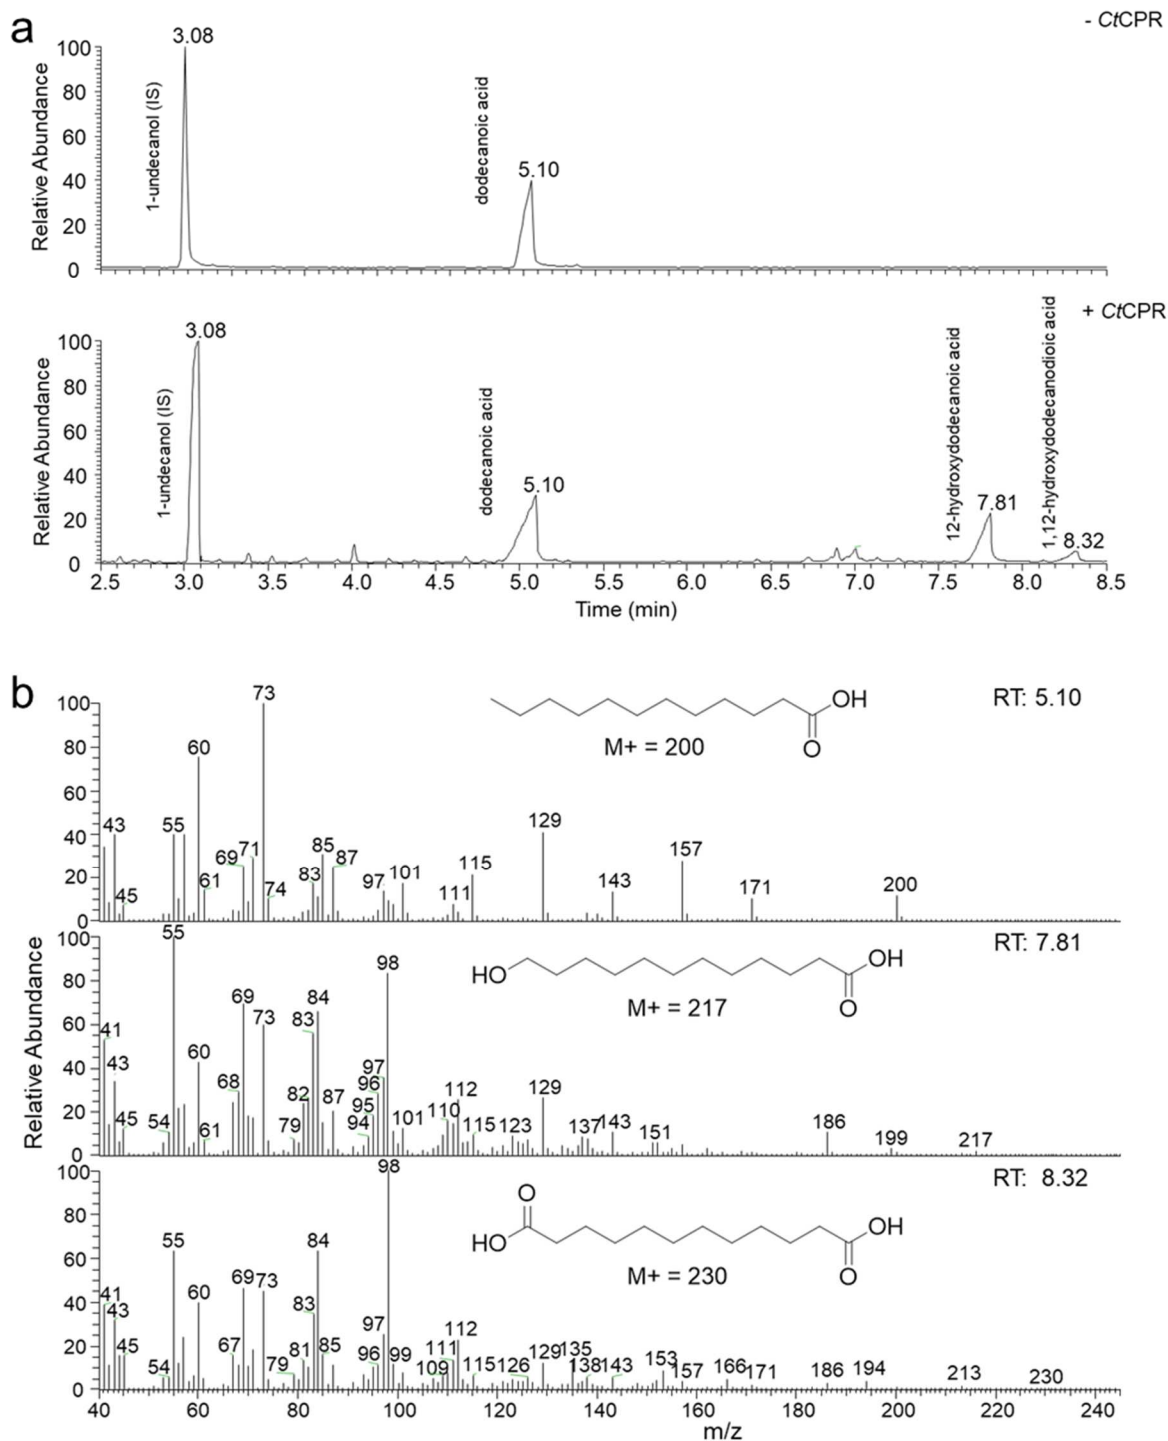 a
- CtCPR
Relative Abundance
100
80
60
40
20
0
1-undecanol (IS)
3.08
dodecanoic acid
5.10
+ CtCPR
Relative Abundance
100
80
60
40
20
0
1-undecanol (IS)
3.08
dodecanoic acid
5.10
12-hydroxydodecanoic acid
7.81
1,12-hydroxydodecanodioic acid
8.32
2.5 3.0 3.5 4.0 4.5 5.0 5.5 6.0 6.5 7.0 7.5 8.0 8.5
Time (min)
b
Relative Abundance
RT: 5.10
100
80
60
40
20
0
43 45 55 60 61 69 71 73 74 83 85 87 97 101 111 115 129 143 157 171 200
OH
O
M+ = 200
RT: 7.81
100
80
60
40
20
0
41 43 45 54 55 60 61 68 69 73 79 82 83 84 87 94 95 96 97 98 101 110 112 115 123 129 137 143 151 186 199 217
HO
OH
O
M+ = 217
RT: 8.32
100
80
60
40
20
0
41 43 45 54 55 60 67 69 73 79 81 83 84 85 96 97 98 99 109 111 112 115 126 129 135 138 143 153 157 166 171 186 194 213 230
O
HO
OH
O
M+ = 230
40 60 80 100 120 140 160 180 200 220 240
m/z